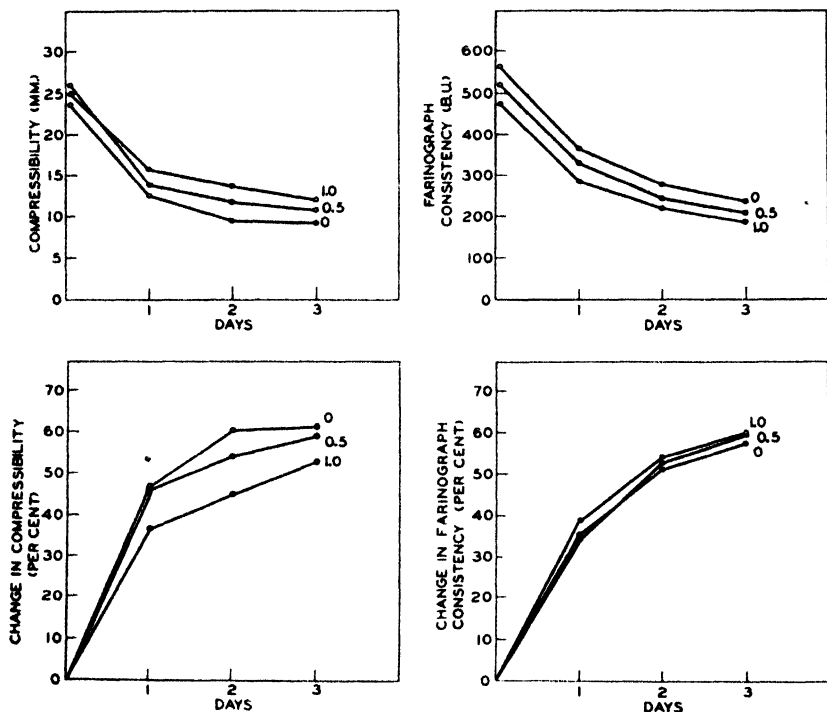 COMPRESSIBILITY (MM.)
35
30
25
20
15
10
5
0
1.0
0.5
0
1 2 3
DAYS
FARINOGRAPH
CONSISTENCY (B.U.)
600
500
400
300
200
100
0
0
0.5
1.0
1 2 3
DAYS
CHANGE IN COMPRESSIBILITY
(PER CENT)
70
60
50
40
30
20
10
0
0
0.5
1.0
1 2 3
DAYS
CHANGE IN FARINOGRAPH
CONSISTENCY (PER CENT)
70
60
50
40
30
20
10
0
1.0
0.5
0
1 2 3
DAYS